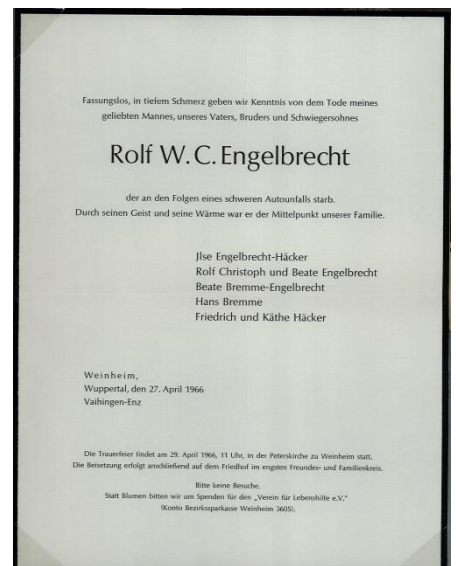 Fassungslos, in tiefem Schmerz geben wir Kenntnis von dem Tode meines
geliebten Mannes, unseres Vaters, Bruders und Schwiegersohnes
Rolf W. C. Engelbrecht
der an den Folgen eines schweren Autounfalls starb.
Durch seinen Geist und seine Wärme war er der Mittelpunkt unserer Familie.
Jlse Engelbrecht-Häcker
Rolf Christoph und Beate Engelbrecht
Beate Bremme-Engelbrecht
Hans Bremme
Friedrich und Käthe Häcker
Weinheim,
Wuppertal, den 27. April 1966
Vaihingen-Enz
Die Trauerfeier findet am 29. April 1966, 11 Uhr, in der Peterskirche zu Weinheim statt.
Die Beisetzung erfolgt anschließend auf dem Friedhof im engsten Freundes- und Familienkreis.
Bitte keine Besuche.
Statt Blumen bitten wir um Spenden für den „Verein für Lebenshilfe e.V."
(Konto Bezirkssparkasse Weinheim 3605).